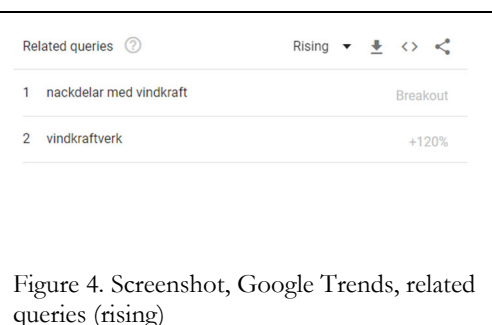 Related queries ? Rising
1 nackdelar med vindkraft Breakout
2 vindkraftverk +120%
Figure 4. Screenshot, Google Trends, related
queries (rising)